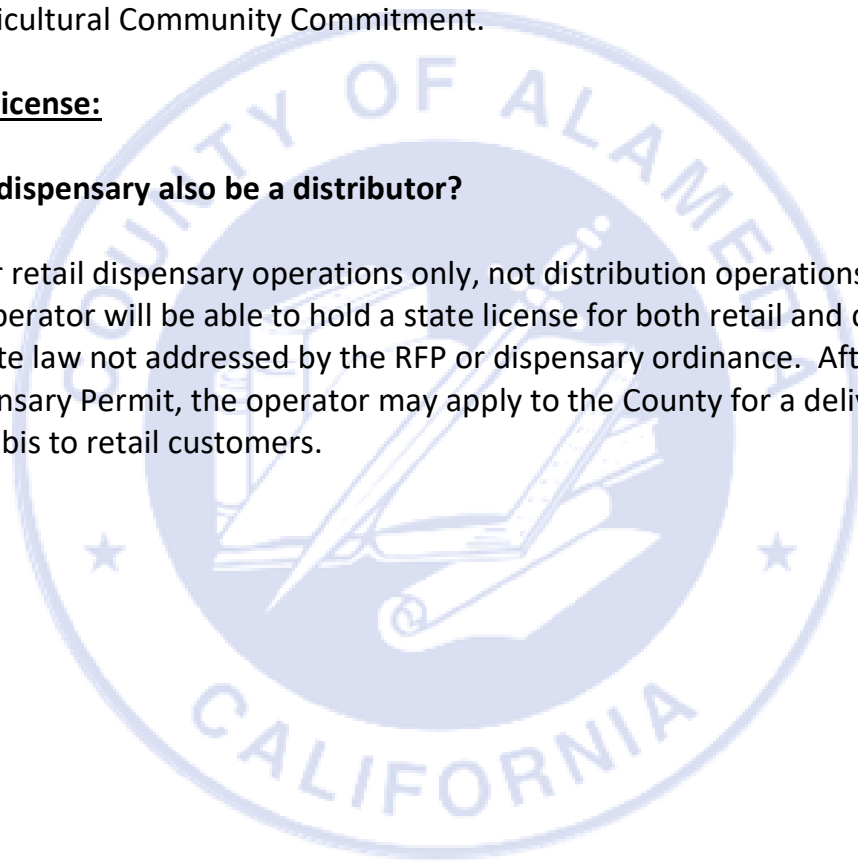 icultural Community Commitment.
icense:
dispensary also be a distributor?
r retail dispensary operations only, not distribution operations
perator will be able to hold a state license for both retail and
te law not addressed by the RFP or dispensary ordinance.  Aft
nsary Permit, the operator may apply to the County for a deliv
bis to retail customers.
COUNTY OF ALAMEDA
CALIFORNIA